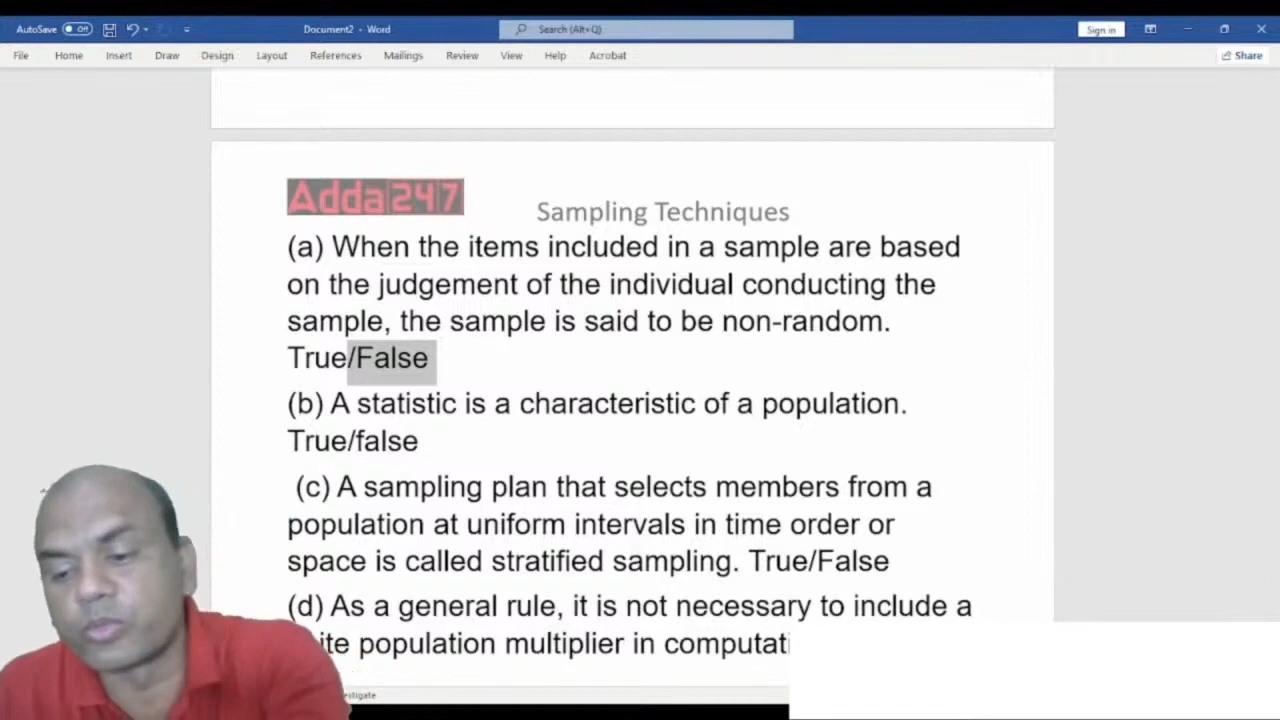 AutoSave Off Document2 - Word Search (Alt+Q) Sign in
File Home Insert Draw Design Layout References Mailings Review View Help Acrobat Share
Adda 247
Sampling Techniques
(a) When the items included in a sample are based
on the judgement of the individual conducting the
sample, the sample is said to be non-random.
True/False
(b) A statistic is a characteristic of a population.
True/false
(c) A sampling plan that selects members from a
population at uniform intervals in time order or
space is called stratified sampling. True/False
(d) As a general rule, it is not necessary to include a
population multiplier in